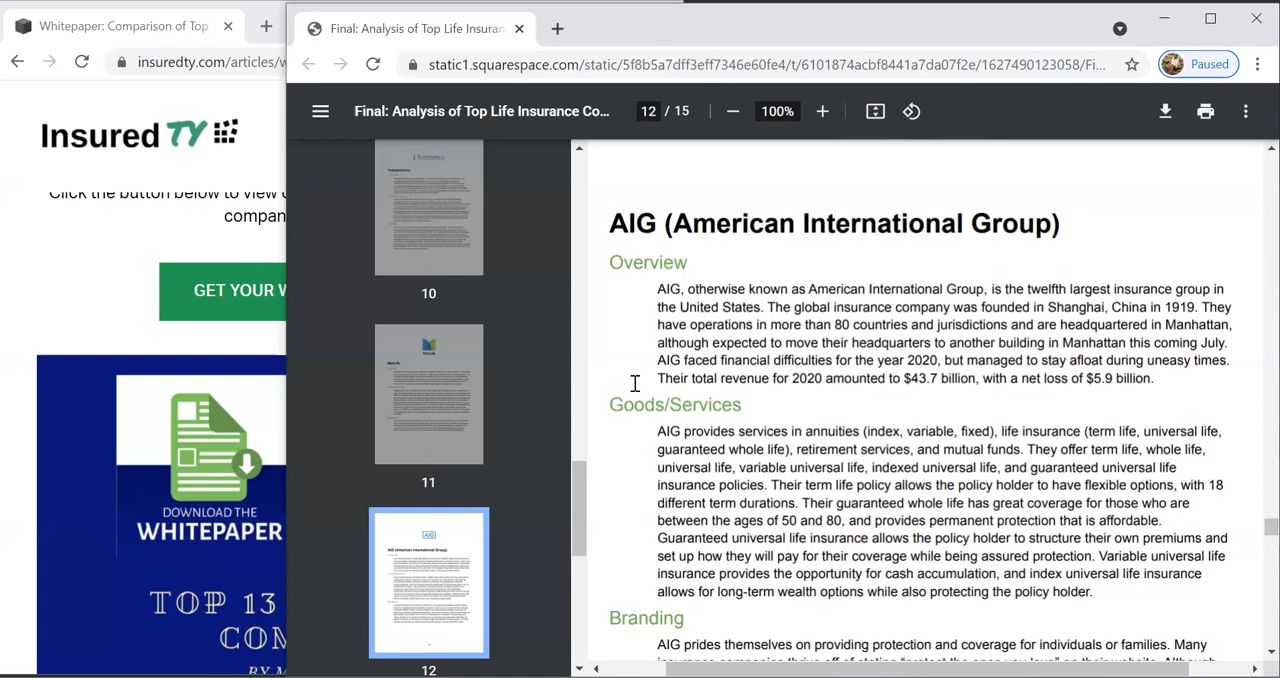 Whitepaper: Comparison of Top
insuredty.com/articles/w
Insured TY
Click the button below to view
compan
GET YOUR
DOWNLOAD THE
WHITEPAPER
TOP 13
COM
BY M
Final: Analysis of Top Life Insuran
static1.squarespace.com/static/5f8b5a7dff3eff7346e60fe4/t/6101874acbf8441a7da07f2e/1627490123058/Fi...
Paused
Final: Analysis of Top Life Insurance Co...
12 / 15
100%
10
11
12
AIG (American International Group)
Overview
AIG, otherwise known as American International Group, is the twelfth largest insurance group in
the United States. The global insurance company was founded in Shanghai, China in 1919. They
have operations in more than 80 countries and jurisdictions and are headquartered in Manhattan,
although expected to move their headquarters to another building in Manhattan this coming July.
AIG faced financial difficulties for the year 2020, but managed to stay afloat during uneasy times.
Their total revenue for 2020 amounted to $43.7 billion, with a net loss of $5.9 billion.
Goods/Services
AIG provides services in annuities (index, variable, fixed), life insurance (term life, universal life,
guaranteed whole life), retirement services, and mutual funds. They offer term life, whole life,
universal life, variable universal life, indexed universal life, and guaranteed universal life
insurance policies. Their term life policy allows the policy holder to have flexible options, with 18
different term durations. Their guaranteed whole life has great coverage for those who are
between the ages of 50 and 80, and provides permanent protection that is affordable.
Guaranteed universal life insurance allows the policy holder to structure their own premiums and
set up how they will pay for their coverage while being assured protection. Variable universal life
insurance provides an opportunity for cash accumulation, and index universal life insurance
allows for long-term wealth options while also protecting the policy holder.
Branding
AIG prides themselves on providing protection and coverage for individuals or families. Many